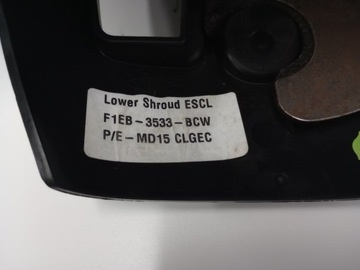 Lower Shroud ESCL
F1EB-3533-BCW
P/E-MD15 CLGEC